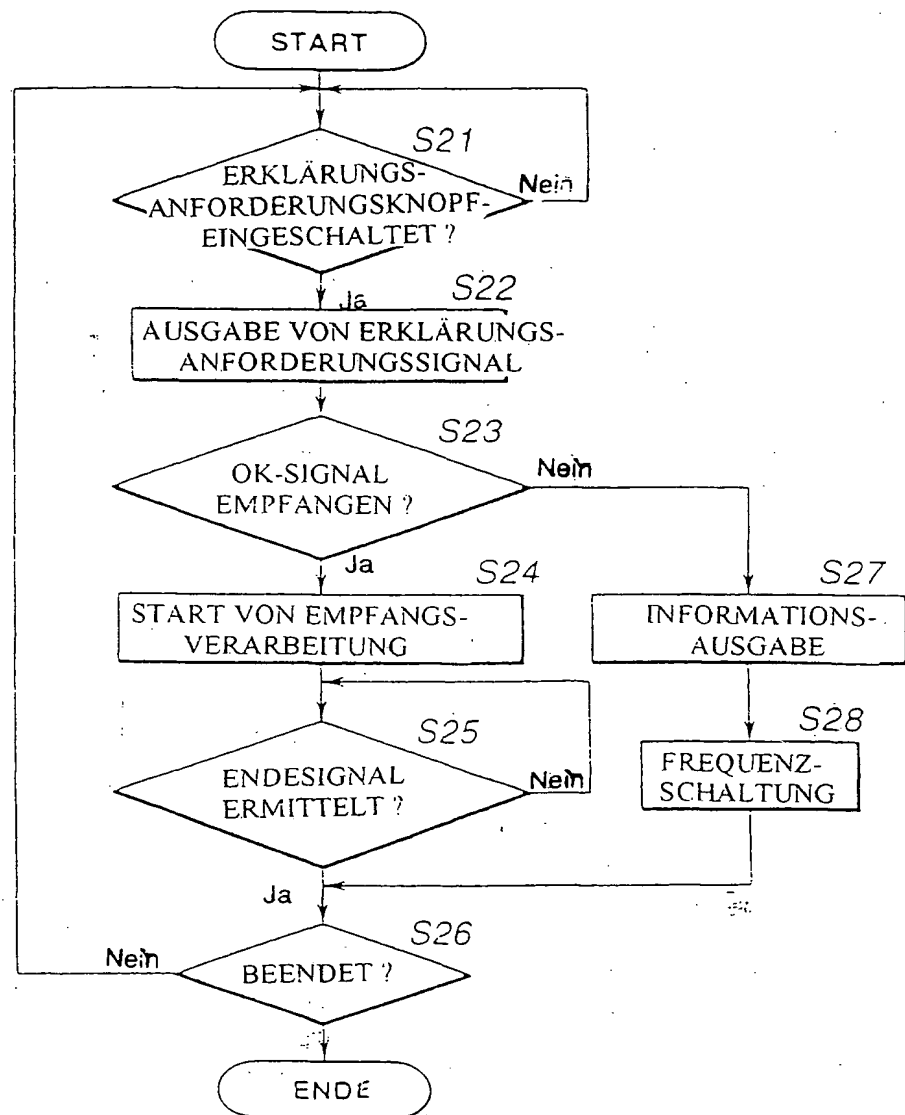 START
S21
ERKLÄRUNGS-
ANFORDERUNGSKNOPF-
EINGESCHALTET ?
Nein
Ja
S22
AUSGABE VON ERKLÄRUNGS-
ANFORDERUNGSSIGNAL
S23
OK-SIGNAL
EMPFANGEN ?
Nein
Ja
S24
START VON EMPFANGS-
VERARBEITUNG
S27
INFORMATIONS-
AUSGABE
S25
ENDESIGNAL
ERMITTELT ?
Nein
S28
FREQUENZ-
SCHALTUNG
Ja
S26
BEENDET ?
Nein
ENDE